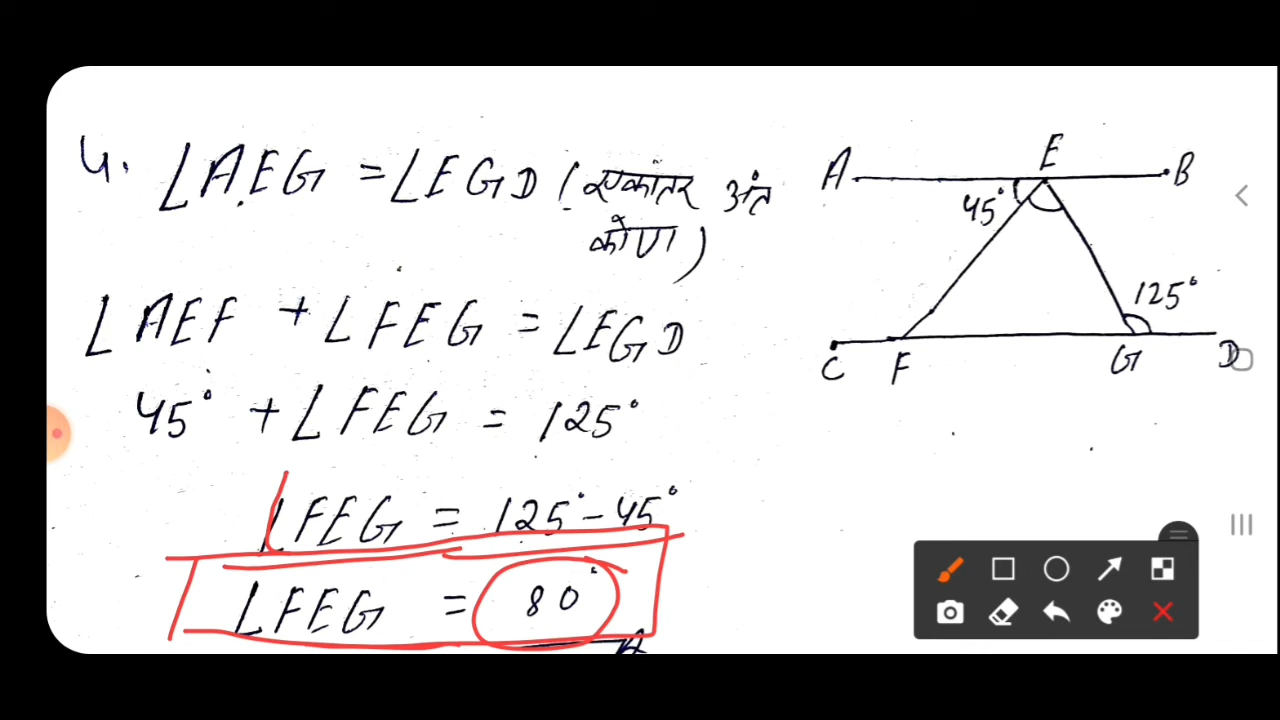 4. ∠AEG = ∠EGD (एकांतर अंत
कोण)
∠AEF + ∠FEG = ∠EGD
45° + ∠FEG = 125°
∠FEG = 125° - 45°
∠FEG = 80°
A E B
45°
125°
C F G D